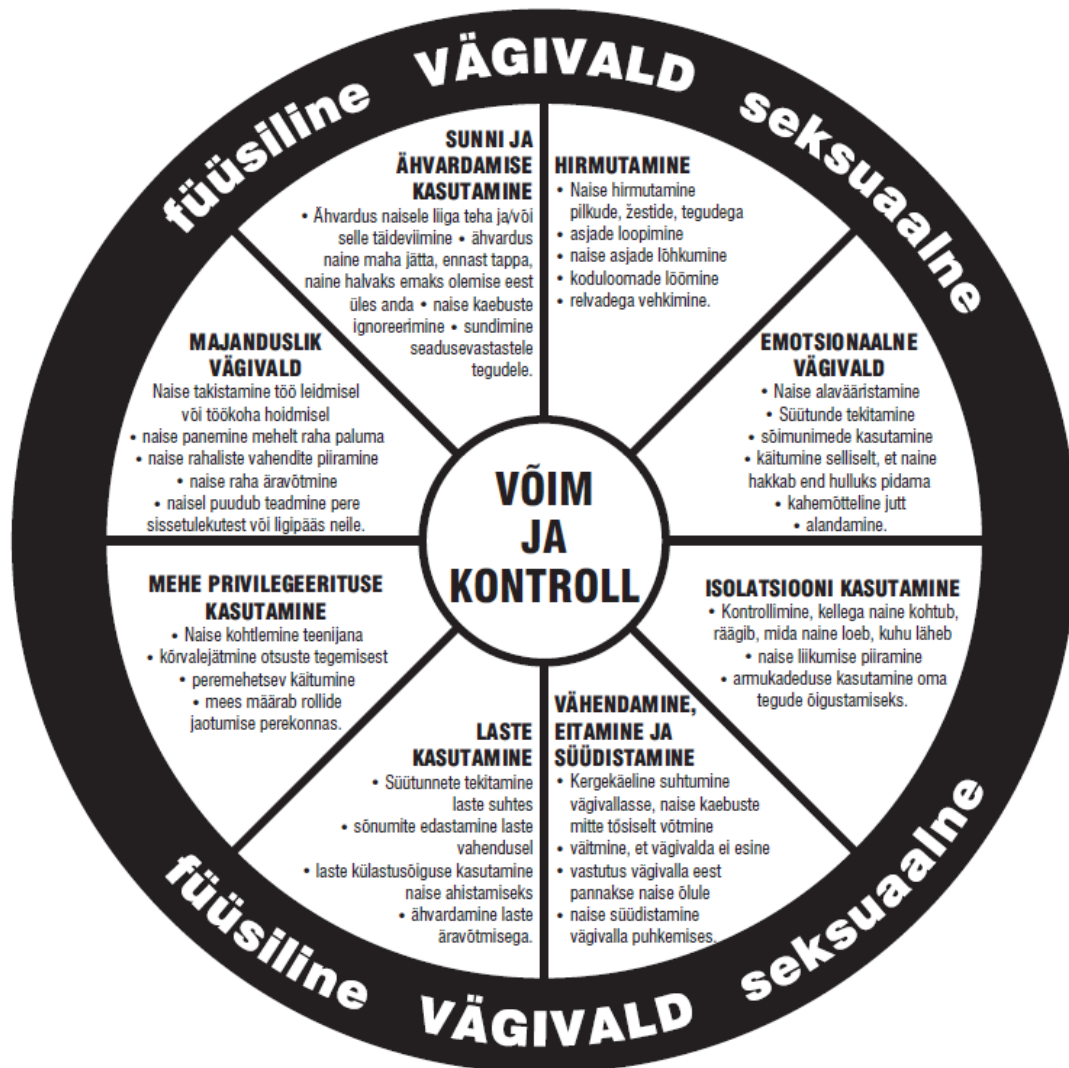 füüsiline VÄGIVALD seksuaalne
SUNNI JA
ÄHVARDAMISE
KASUTAMINE
• Ähvardus naisele liiga teha ja/või
selle täideviimine • ähvardus
naine maha jätta, ennast tappa,
naine halvaks emaks olemise eest
üles anda • naise kaebuste
ignoreerimine • sundimine
seadusevastastele
tegudele.
HIRMUTAMINE
• Naise hirmutamine
pilkude, žestide, tegudega
• asjade loopimine
• naise asjade lõhkumine
• koduloomade löömine
• relvadega vehkimine.
MAJANDUSLIK
VÄGIVALD
Naise takistamine töö leidmisel
või töökoha hoidmisel
• naise panemine mehelt raha paluma
• naise rahaliste vahendite piiramine
• naise raha äravõtmine
• naisel puudub teadmine pere
sissetulekutest või ligipääs neile.
EMOTSIONAALNE
VÄGIVALD
• Naise alavääristamine
• Süütunde tekitamine
• sõimunimede kasutamine
• käitumine selliselt, et naine
hakkab end hulluks pidama
• kahemõtteline jutt
• alandamine.
VÕIM
JA
KONTROLL
MEHE PRIVILEGEERITUSE
KASUTAMINE
• Naise kohtlemine teenijana
• kõrvalejätmine otsuste tegemisest
• peremehetsev käitumine
• mees määrab rollide
jaotumise perekonnas.
ISOLATSIOONI KASUTAMINE
• Kontrollimine, kellega naine kohtub,
räägib, mida naine loeb, kuhu läheb
• naise liikumise piiramine
• armukadeduse kasutamine oma
tegude õigustamiseks.
LASTE
KASUTAMINE
• Süütunnete tekitamine
laste suhtes
• sõnumite edastamine laste
vahendusel
• laste külastusõiguse kasutamine
naise ahistamiseks
• ähvardamine laste
äravõtmisega.
VÄHENDAMINE,
EITAMINE JA
SÜÜDISTAMINE
• Kergekäeline suhtumine
vägivallasse, naise kaebuste
mitte tõsiselt võtmine
• väitmine, et vägivalda ei esine
• vastutus vägivalla eest
pannakse naise õlule
• naise süüdistamine
vägivalla puhkemises.
füüsiline VÄGIVALD seksuaalne